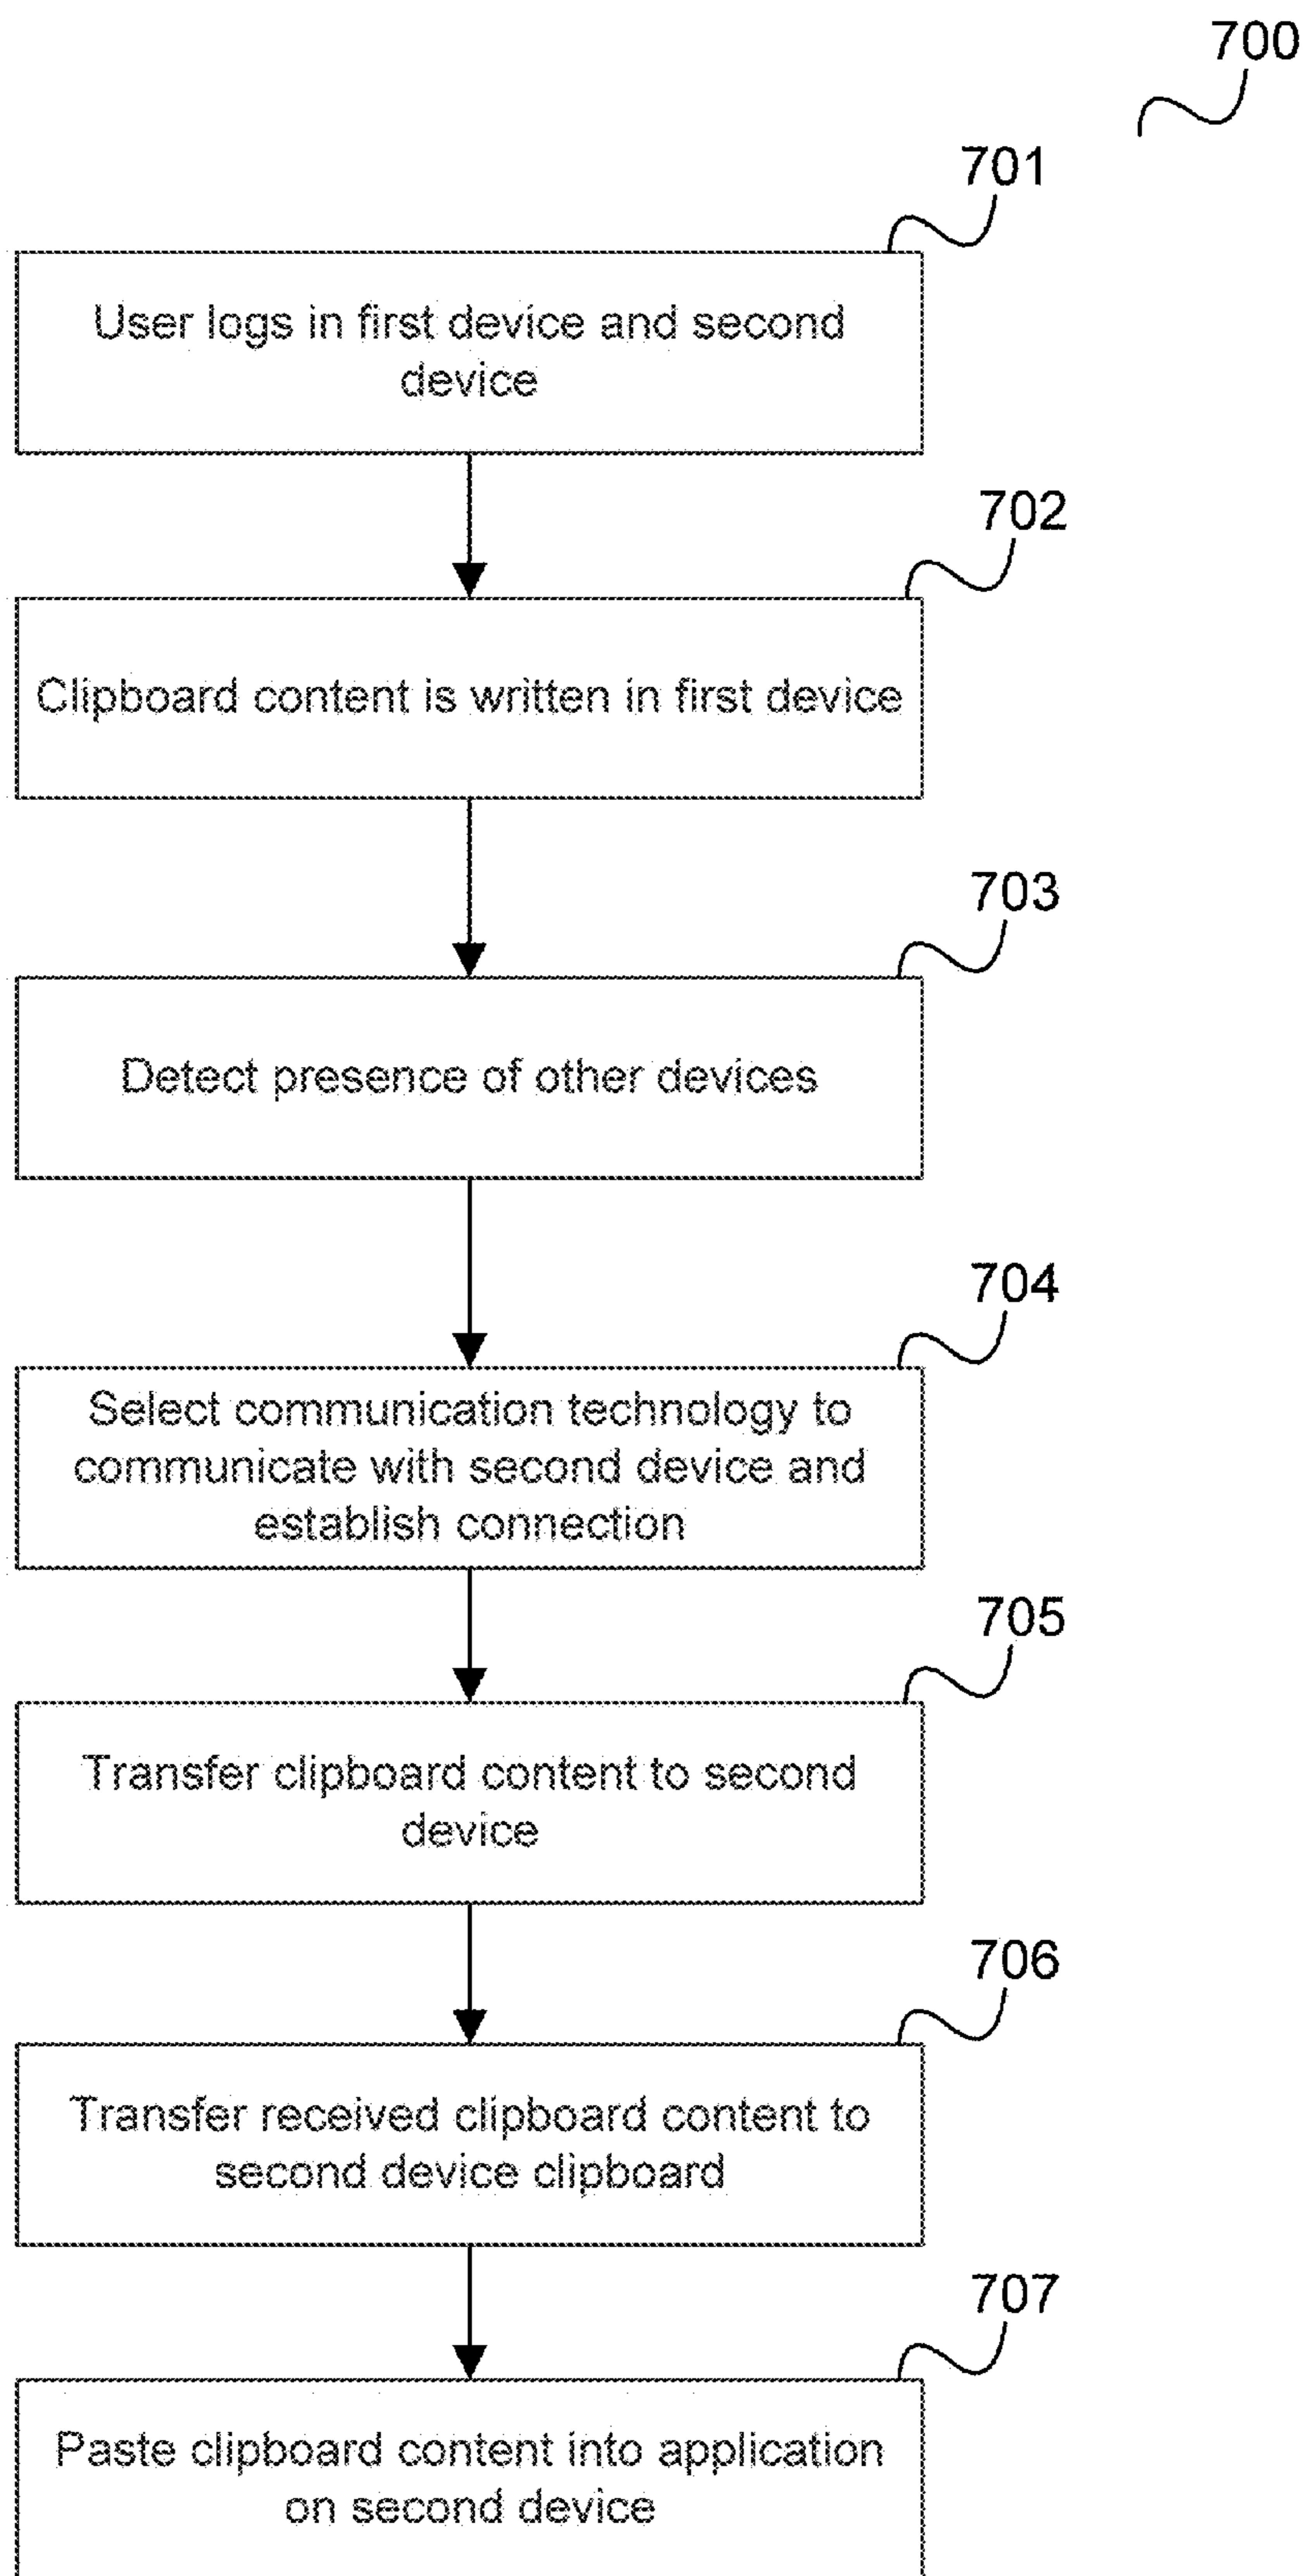 700
701
User logs in first device and second
device
702
Clipboard content is written in first device
703
Detect presence of other devices
704
Select communication technology to
communicate with second device and
establish connection
705
Transfer clipboard content to second
device
706
Transfer received clipboard content to
second device clipboard
707
Paste clipboard content into application
on second device